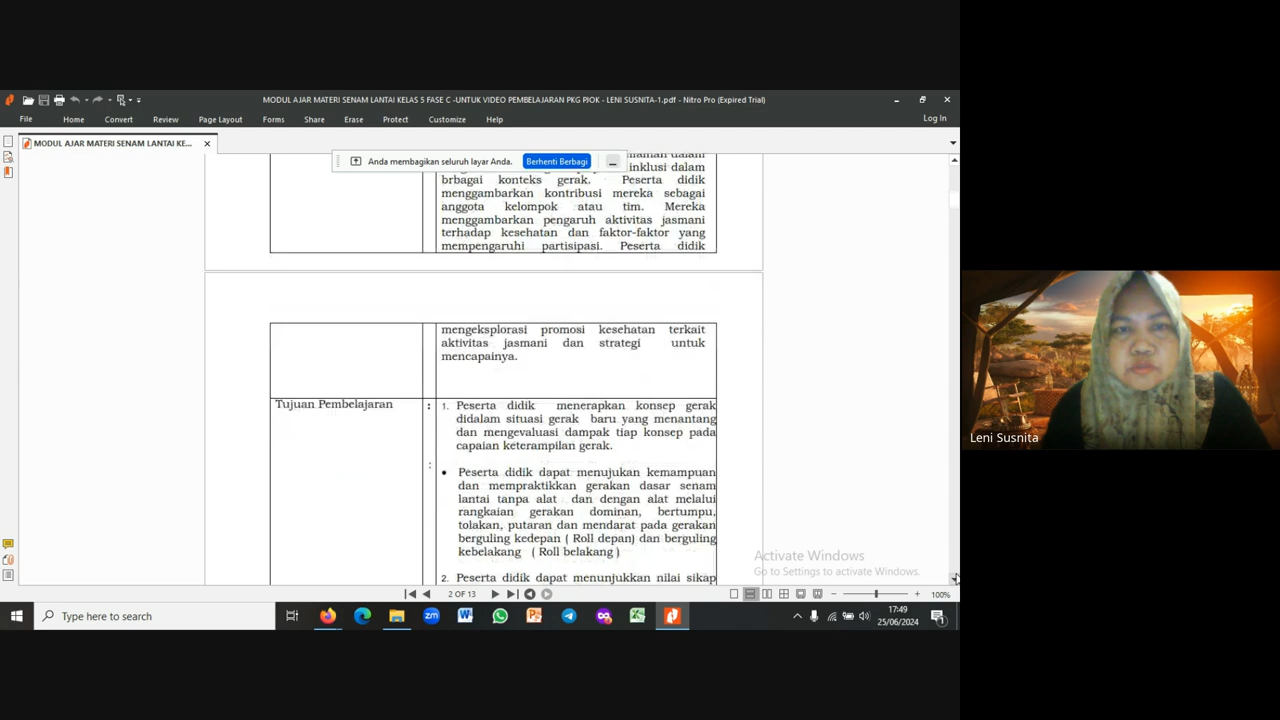 MODUL AJAR MATERI SENAM LANTAI KELAS 5 FASE C -UNTUK VIDEO PEMBELAJARAN PKG PJOK - LENI SUSNITA-1.pdf - Nitro Pro (Expired Trial)
File Home Convert Review Page Layout Forms Share Erase Protect Customize Help Log In
MODUL AJAR MATERI SENAM LANTAI KE...
Anda membagikan seluruh layar Anda. Berhenti Berbagi
dalam
inklusi dalam
brbagai konteks gerak. Peserta didik
menggambarkan kontribusi mereka sebagai
anggota kelompok atau tim. Mereka
menggambarkan pengaruh aktivitas jasmani
terhadap kesehatan dan faktor-faktor yang
mempengaruhi partisipasi. Peserta didik
mengeksplorasi promosi kesehatan terkait
aktivitas jasmani dan strategi untuk
mencapainya.
Tujuan Pembelajaran : 1. Peserta didik menerapkan konsep gerak
didalam situasi gerak baru yang menantang
dan mengevaluasi dampak tiap konsep pada
capaian keterampilan gerak.
:
• Peserta didik dapat menujukan kemampuan
dan mempraktikkan gerakan dasar senam
lantai tanpa alat dan dengan alat melalui
rangkaian gerakan dominan, bertumpu,
tolakan, putaran dan mendarat pada gerakan
berguling kedepan ( Roll depan) dan berguling
kebelakang ( Roll belakang )
2. Peserta didik dapat menunjukkan nilai sikap
Activate Windows
Go to Settings to activate Windows.
2 OF 13
100%
Type here to search
17:49
25/06/2024
1
Leni Susnita